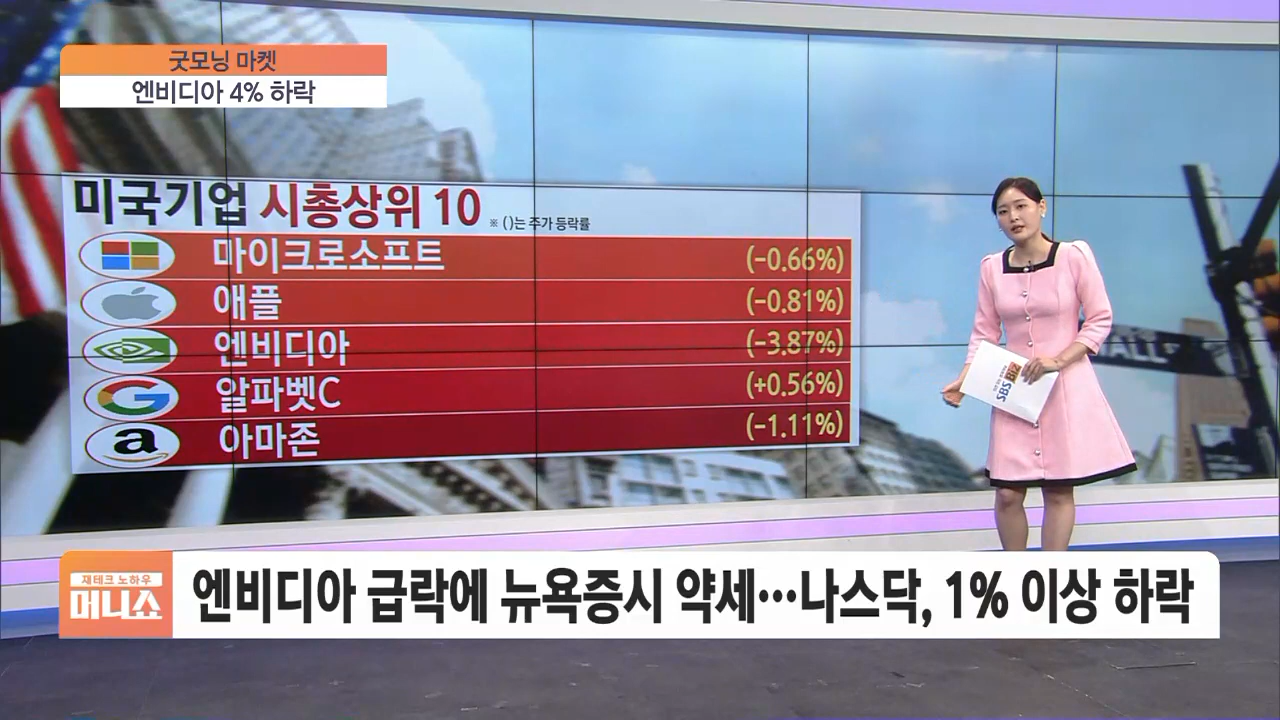 굿모닝 마켓
엔비디아 4% 하락
미국기업 시총상위 10 ※ ()는 주가 등락률
마이크로소프트 (-0.66%)
애플 (-0.81%)
엔비디아 (-3.87%)
알파벳C (+0.56%)
a 아마존 (-1.11%)
WALL
SBS Biz
재테크 노하우
머니쇼
엔비디아 급락에 뉴욕증시 약세…나스닥, 1% 이상 하락